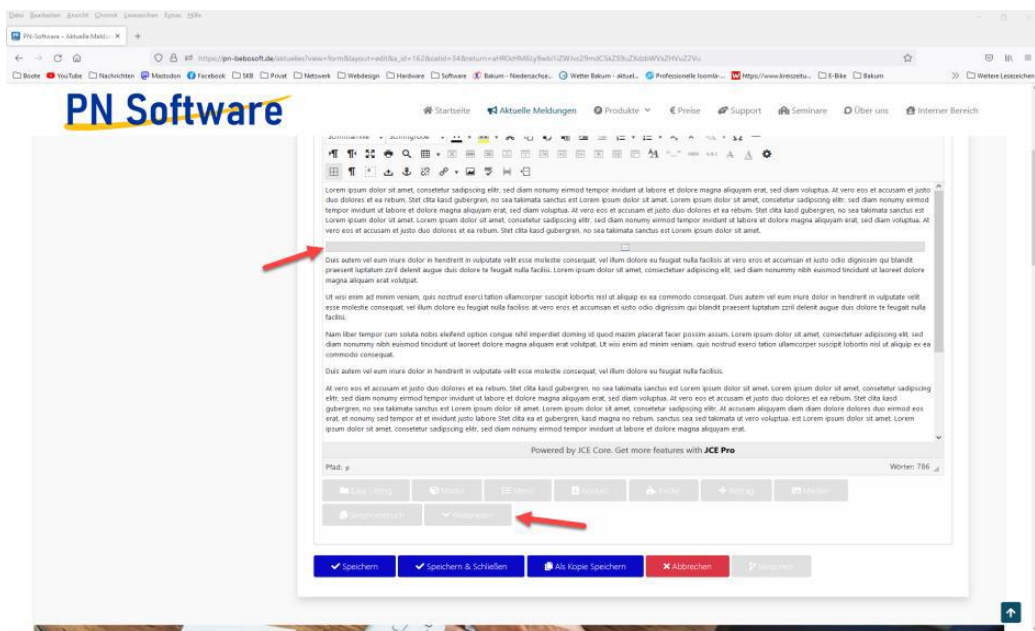 Datei Bearbeiten Ansicht Chronik Lesezeichen Extras Hilfe
PN-Software – Aktuelle Meldun
https://pn-bebosoft.de/aktuelles?view=form&layout=edit&a_id=162&catid=34&return=
Boote YouTube Nachrichten Mastodon Facebook SKB Privat Netzwerk Webdesign Hardware Software Bakum - Niedersachse... Wetter Bakum - aktuel... Professionelle Joomla-... https://www.kreiszeitu... E-Bike Bakum Weitere Lesezeichen
PN Software
Startseite Aktuelle Meldungen Produkte Preise Support Seminare Über uns Interner Bereich
Lorem ipsum dolor sit amet, consetetur sadipscing elitr, sed diam nonumy eirmod tempor invidunt ut labore et dolore magna aliquyam erat, sed diam voluptua. At vero eos et accusam et justo
duo dolores et ea rebum. Stet clita kasd gubergren, no sea takimata sanctus est Lorem ipsum dolor sit amet. Lorem ipsum dolor sit amet, consetetur sadipscing elitr, sed diam nonumy eirmod
tempor invidunt ut labore et dolore magna aliquyam erat, sed diam voluptua. At vero eos et accusam et justo duo dolores et ea rebum. Stet clita kasd gubergren, no sea takimata sanctus est
Lorem ipsum dolor sit amet. Lorem ipsum dolor sit amet, consetetur sadipscing elitr, sed diam nonumy eirmod tempor invidunt ut labore et dolore magna aliquyam erat, sed diam voluptua. At
vero eos et accusam et justo duo dolores et ea rebum. Stet clita kasd gubergren, no sea takimata sanctus est Lorem ipsum dolor sit amet.
Duis autem vel eum iriure dolor in hendrerit in vulputate velit esse molestie consequat, vel illum dolore eu feugiat nulla facilisis at vero eros et accumsan et iusto odio dignissim qui blandit
praesent luptatum zzril delenit augue duis dolore te feugait nulla facilisi. Lorem ipsum dolor sit amet, consectetuer adipiscing elit, sed diam nonummy nibh euismod tincidunt ut laoreet dolore
magna aliquam erat volutpat.
Ut wisi enim ad minim veniam, quis nostrud exerci tation ullamcorper suscipit lobortis nisl ut aliquip ex ea commodo consequat. Duis autem vel eum iriure dolor in hendrerit in vulputate velit
esse molestie consequat, vel illum dolore eu feugiat nulla facilisis at vero eros et accumsan et iusto odio dignissim qui blandit praesent luptatum zzril delenit augue duis dolore te feugait nulla
facilisi.
Nam liber tempor cum soluta nobis eleifend option congue nihil imperdiet doming id quod mazim placerat facer possim assum. Lorem ipsum dolor sit amet, consectetuer adipiscing elit, sed
diam nonummy nibh euismod tincidunt ut laoreet dolore magna aliquam erat volutpat. Ut wisi enim ad minim veniam, quis nostrud exerci tation ullamcorper suscipit lobortis nisl ut aliquip ex ea
commodo consequat.
Duis autem vel eum iriure dolor in hendrerit in vulputate velit esse molestie consequat, vel illum dolore eu feugiat nulla facilisis.
At vero eos et accusam et justo duo dolores et ea rebum. Stet clita kasd gubergren, no sea takimata sanctus est Lorem ipsum dolor sit amet. Lorem ipsum dolor sit amet, consetetur sadipscing
elitr, sed diam nonumy eirmod tempor invidunt ut labore et dolore magna aliquyam erat, sed diam voluptua. At vero eos et accusam et justo duo dolores et ea rebum. Stet clita kasd
gubergren, no sea takimata sanctus est Lorem ipsum dolor sit amet. Lorem ipsum dolor sit amet, consetetur sadipscing elitr, At accusam aliquyam diam diam dolore dolores duo eirmod eos
erat, et nonumy sed tempor et et invidunt justo labore Stet clita ea et gubergren, kasd magna no rebum. sanctus sea sed takimata ut vero voluptua. est Lorem ipsum dolor sit amet. Lorem
ipsum dolor sit amet, consetetur sadipscing elitr, sed diam nonumy eirmod tempor invidunt ut labore et dolore magna aliquyam erat.
Powered by JCE Core. Get more features with JCE Pro
Pfad: p Wörter: 786
Easy Listing Modul Menü Kontakt Felder Beitrag Medien
Seitenumbruch Weiterlesen
Speichern Speichern & Schließen Als Kopie Speichern Abbrechen Versionen